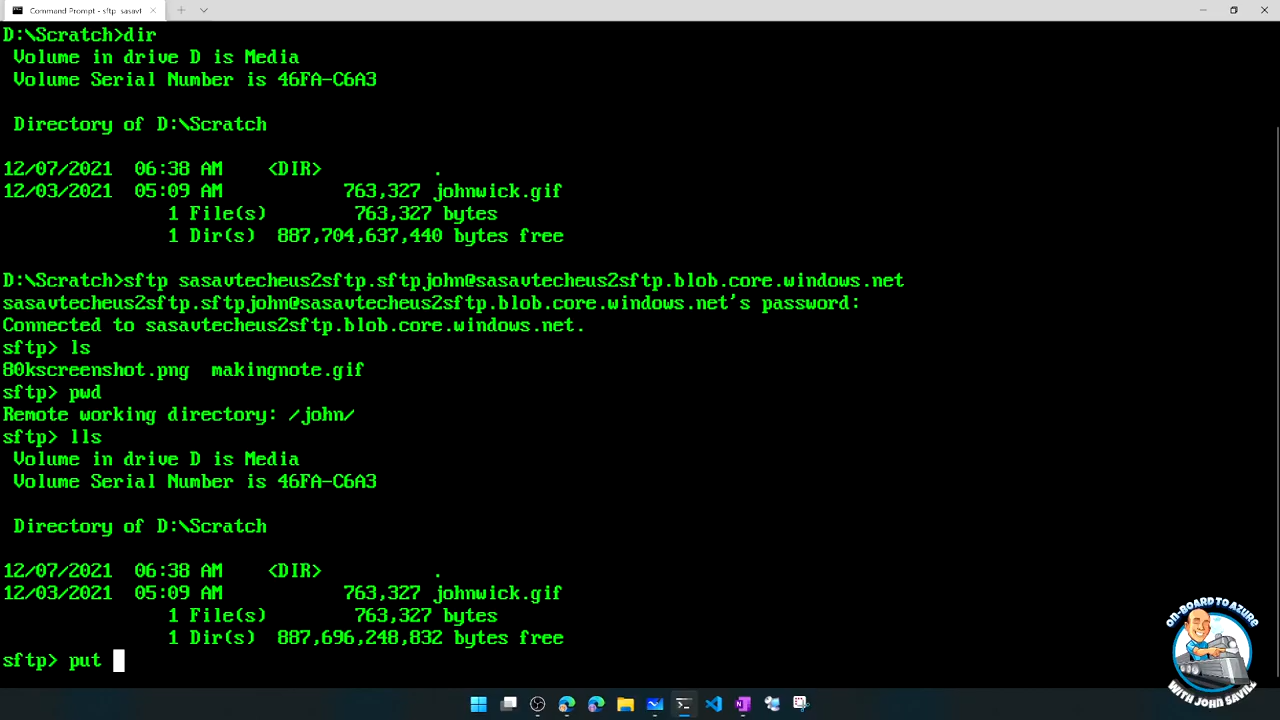 Command Prompt - sftp sasavt
D:\Scratch>dir
Volume in drive D is Media
Volume Serial Number is 46FA-C6A3
Directory of D:\Scratch
12/07/2021 06:38 AM <DIR> .
12/03/2021 05:09 AM 763,327 johnwick.gif
1 File(s) 763,327 bytes
1 Dir(s) 887,704,637,440 bytes free
D:\Scratch>sftp sasavtecheus2sftp.sftpjohn@sasavtecheus2sftp.blob.core.windows.net
sasavtecheus2sftp.sftpjohn@sasavtecheus2sftp.blob.core.windows.net's password:
Connected to sasavtecheus2sftp.blob.core.windows.net.
sftp> ls
80kscreenshot.png makingnote.gif
sftp> pwd
Remote working directory: /john/
sftp> lls
Volume in drive D is Media
Volume Serial Number is 46FA-C6A3
Directory of D:\Scratch
12/07/2021 06:38 AM <DIR> .
12/03/2021 05:09 AM 763,327 johnwick.gif
1 File(s) 763,327 bytes
1 Dir(s) 887,696,248,832 bytes free
sftp> put
ON-BOARD TO AZURE
WITH JOHN SAVILL